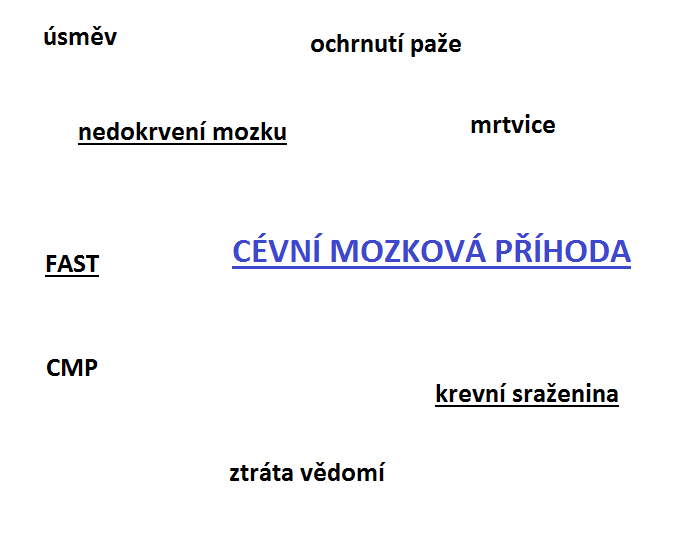 úsměv
ochrnutí paže
nedokrvení mozku
mrtvice
CÉVNÍ MOZKOVÁ PŘÍHODA
FAST
CMP
krevní sraženina
ztráta vědomí